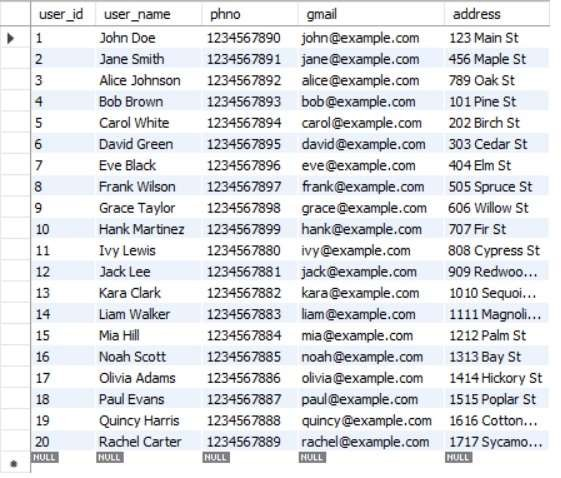 user_id user_name phno gmail address
1 John Doe 1234567890 john@example.com 123 Main St
2 Jane Smith 1234567891 jane@example.com 456 Maple St
3 Alice Johnson 1234567892 alice@example.com 789 Oak St
4 Bob Brown 1234567893 bob@example.com 101 Pine St
5 Carol White 1234567894 carol@example.com 202 Birch St
6 David Green 1234567895 david@example.com 303 Cedar St
7 Eve Black 1234567896 eve@example.com 404 Elm St
8 Frank Wilson 1234567897 frank@example.com 505 Spruce St
9 Grace Taylor 1234567898 grace@example.com 606 Willow St
10 Hank Martinez 1234567899 hank@example.com 707 Fir St
11 Ivy Lewis 1234567880 ivy@example.com 808 Cypress St
12 Jack Lee 1234567881 jack@example.com 909 Redwoo...
13 Kara Clark 1234567882 kara@example.com 1010 Sequoi...
14 Liam Walker 1234567883 liam@example.com 1111 Magnoli...
15 Mia Hill 1234567884 mia@example.com 1212 Palm St
16 Noah Scott 1234567885 noah@example.com 1313 Bay St
17 Olivia Adams 1234567886 olivia@example.com 1414 Hickory St
18 Paul Evans 1234567887 paul@example.com 1515 Poplar St
19 Quincy Harris 1234567888 quincy@example.com 1616 Cotton...
20 Rachel Carter 1234567889 rachel@example.com 1717 Sycamo...
NULL NULL NULL NULL NULL